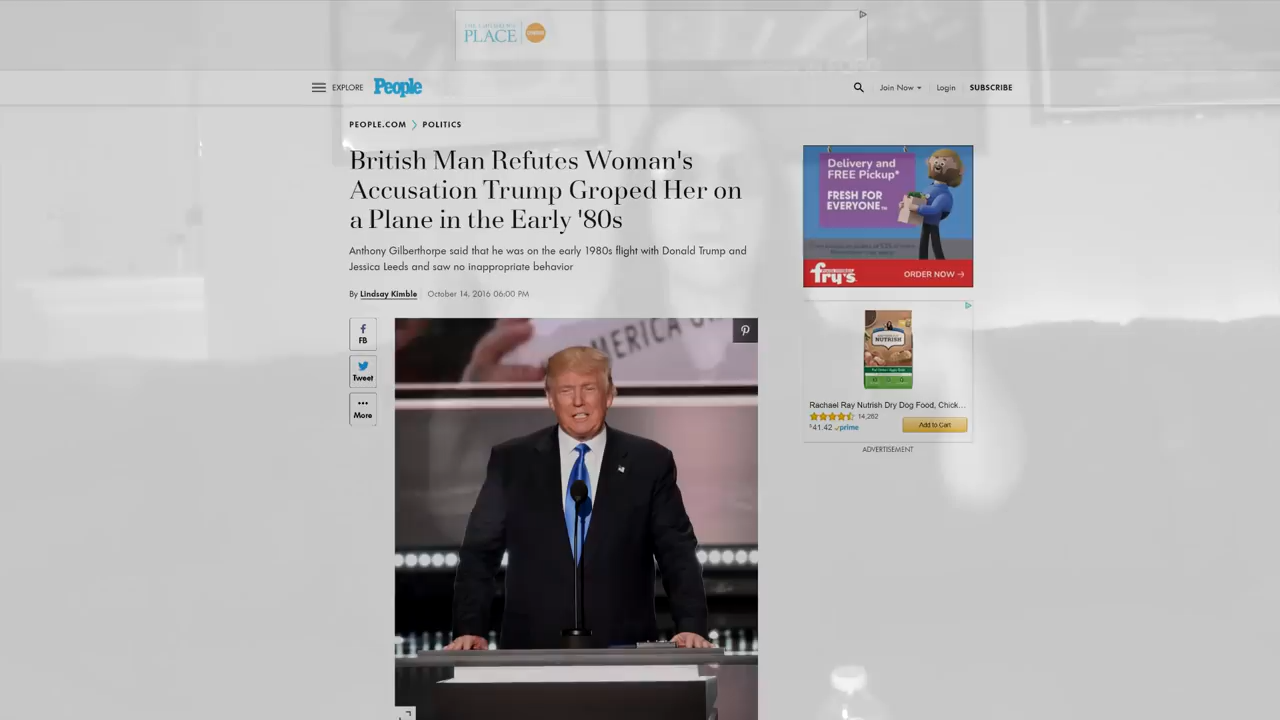 PLACE
EXPLORE
People
Join Now
Login
SUBSCRIBE
PEOPLE.COM
POLITICS
British Man Refutes Woman's
Accusation Trump Groped Her on
a Plane in the Early '80s
Anthony Gilberthorpe said that he was on the early 1980s flight with Donald Trump and
Jessica Leeds and saw no inappropriate behavior
By Lindsay Kimble
October 14, 2016 06:00 PM
FB
Tweet
More
AMERICA
Delivery and
FREE Pickup*
FRESH FOR
EVERYONE™
fry's
ORDER NOW →
NUTRISH
Rachael Ray Nutrish Dry Dog Food, Chick...
14,262
$41.42 prime
Add to Cart
ADVERTISEMENT